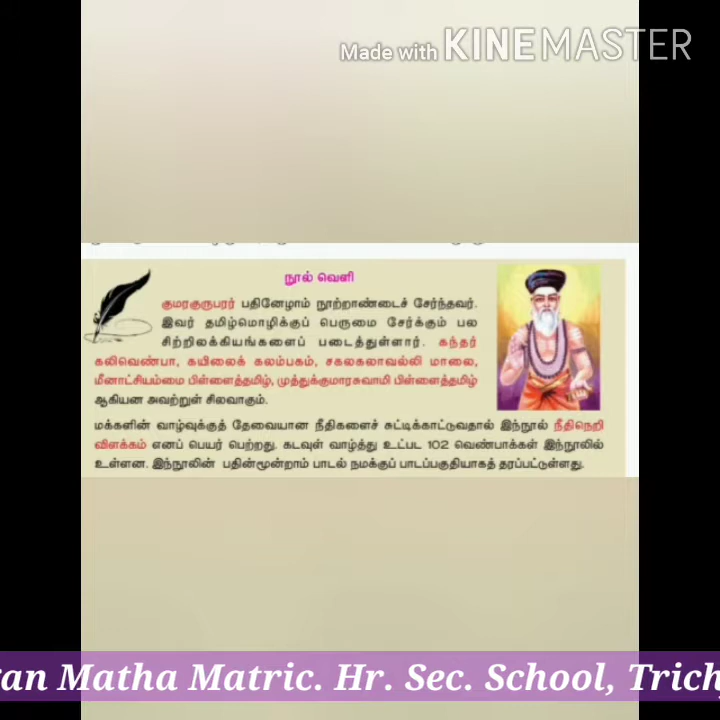 Made with KINEMASTER
நூல் வெளி
குமரகுருபரர் பதினேழாம் நூற்றாண்டைச் சேர்ந்தவர்.
இவர் தமிழ்மொழிக்குப் பெருமை சேர்க்கும் பல
சிற்றிலக்கியங்களைப் படைத்துள்ளார். கந்தர்
கலிவெண்பா, கயிலைக் கலம்பகம், சகலகலாவல்லி மாலை,
மீனாட்சியம்மை பிள்ளைத்தமிழ், முத்துக்குமாரசுவாமி பிள்ளைத்தமிழ்
ஆகியன அவற்றுள் சிலவாகும்.
மக்களின் வாழ்வுக்குத் தேவையான நீதிகளைச் சுட்டிக்காட்டுவதால் இந்நூல் நீதிநெறி
விளக்கம் எனப் பெயர் பெற்றது. கடவுள் வாழ்த்து உட்பட 102 வெண்பாக்கள் இந்நூலில்
உள்ளன. இந்நூலின் பதின்மூன்றாம் பாடல் நமக்குப் பாடப்பகுதியாகத் தரப்பட்டுள்ளது.
Matha Matric. Hr. Sec. School, Trichy